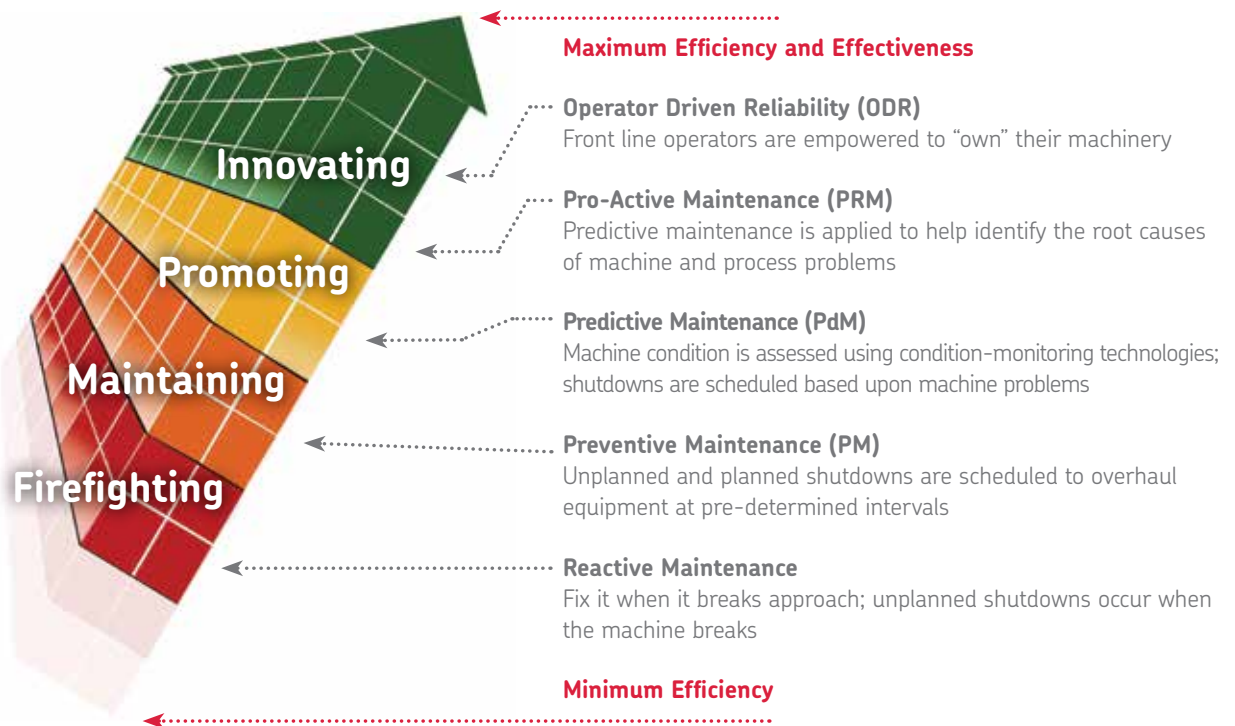 Maximum Efficiency and Effectiveness
Operator Driven Reliability (ODR)
Front line operators are empowered to “own” their machinery
Innovating
Pro-Active Maintenance (PRM)
Predictive maintenance is applied to help identify the root causes
of machine and process problems
Promoting
Predictive Maintenance (PdM)
Machine condition is assessed using condition-monitoring technologies;
shutdowns are scheduled based upon machine problems
Maintaining
Preventive Maintenance (PM)
Unplanned and planned shutdowns are scheduled to overhaul
equipment at pre-determined intervals
Firefighting
Reactive Maintenance
Fix it when it breaks approach; unplanned shutdowns occur when
the machine breaks
Minimum Efficiency